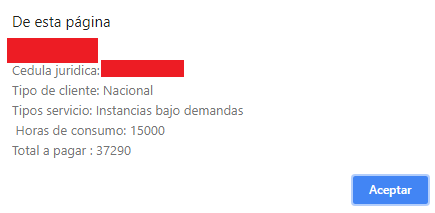 De esta página
Cedula juridica:
Tipo de cliente: Nacional
Tipos servicio: Instancias bajo demandas
Horas de consumo: 15000
Total a pagar : 37290
Aceptar